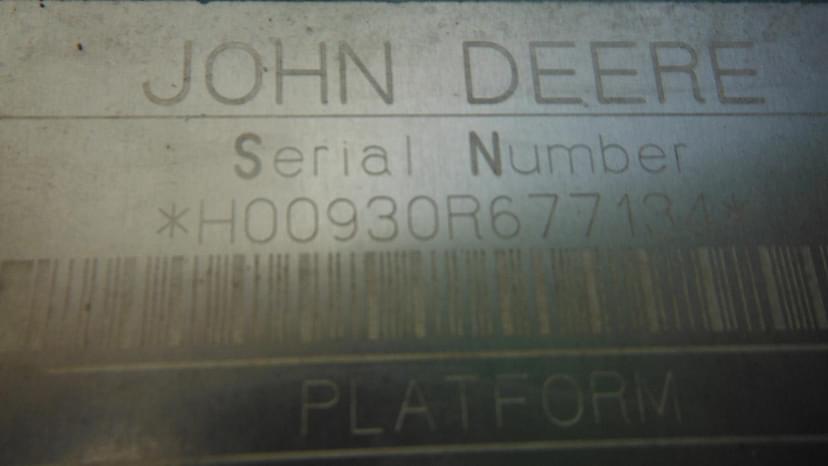 JOHN DEERE
Serial Number
*H00930R677134*
PLATFORM